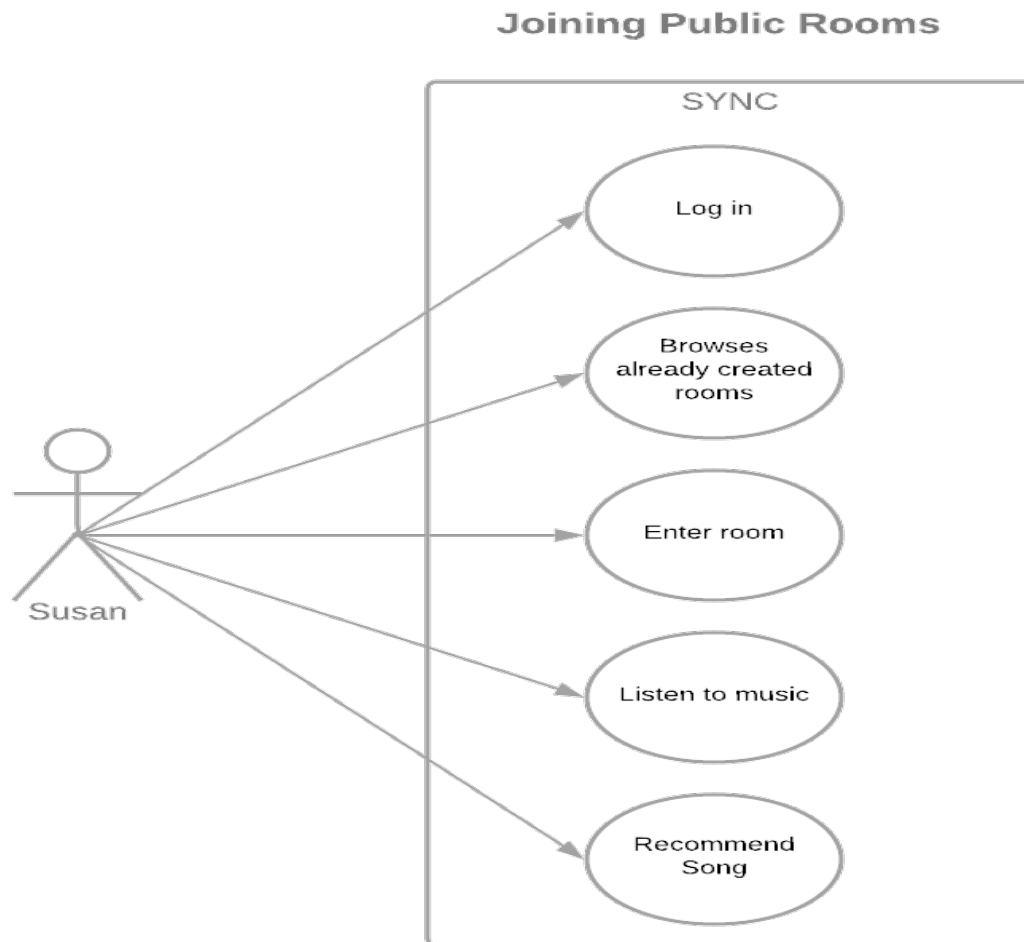 Joining Public Rooms
SYNC
Log in
Browses
already created
rooms
Enter room
Susan
Listen to music
Recommend
Song